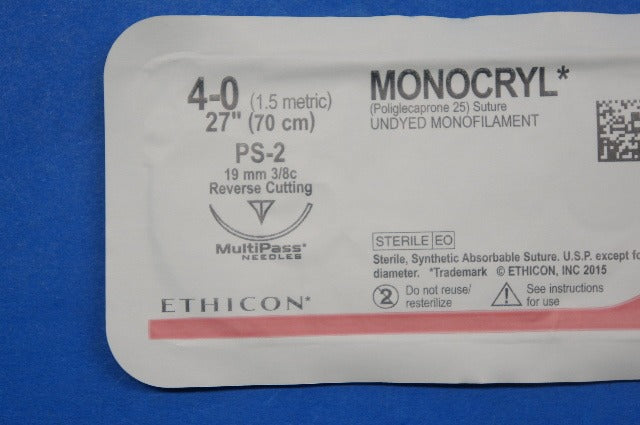 4-0 (1.5 metric)
27" (70 cm)
PS-2
19 mm 3/8c
Reverse Cutting
MultiPass*
NEEDLES
ETHICON*
MONOCRYL*
(Poliglecaprone 25) Suture
UNDYED MONOFILAMENT
STERILE EO
Sterile, Synthetic Absorbable Suture. U.S.P. except fo
diameter. *Trademark © ETHICON, INC 2015
2 Do not reuse/
resterilize
! See instructions
for use